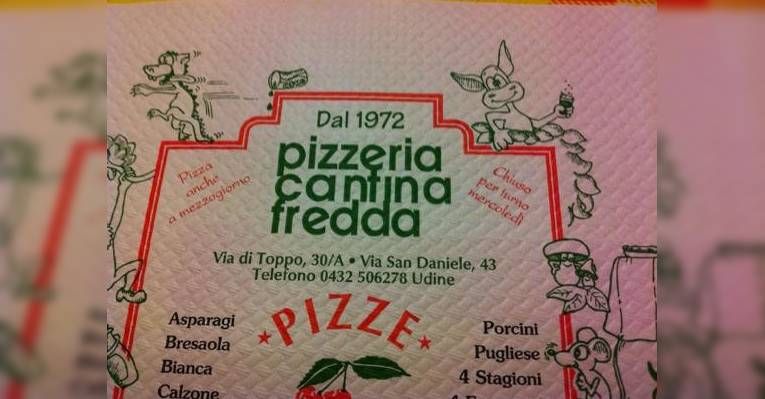 Dal 1972
pizzeria
cantina
fredda
Pizza
anche
a mezzogiorno
Chiuso
per turno
mercoledì
Via di Toppo, 30/A • Via San Daniele, 43
Telefono 0432 506278 Udine
PIZZE
Asparagi
Bresaola
Bianca
Calzone
Porcini
Pugliese
4 Stagioni